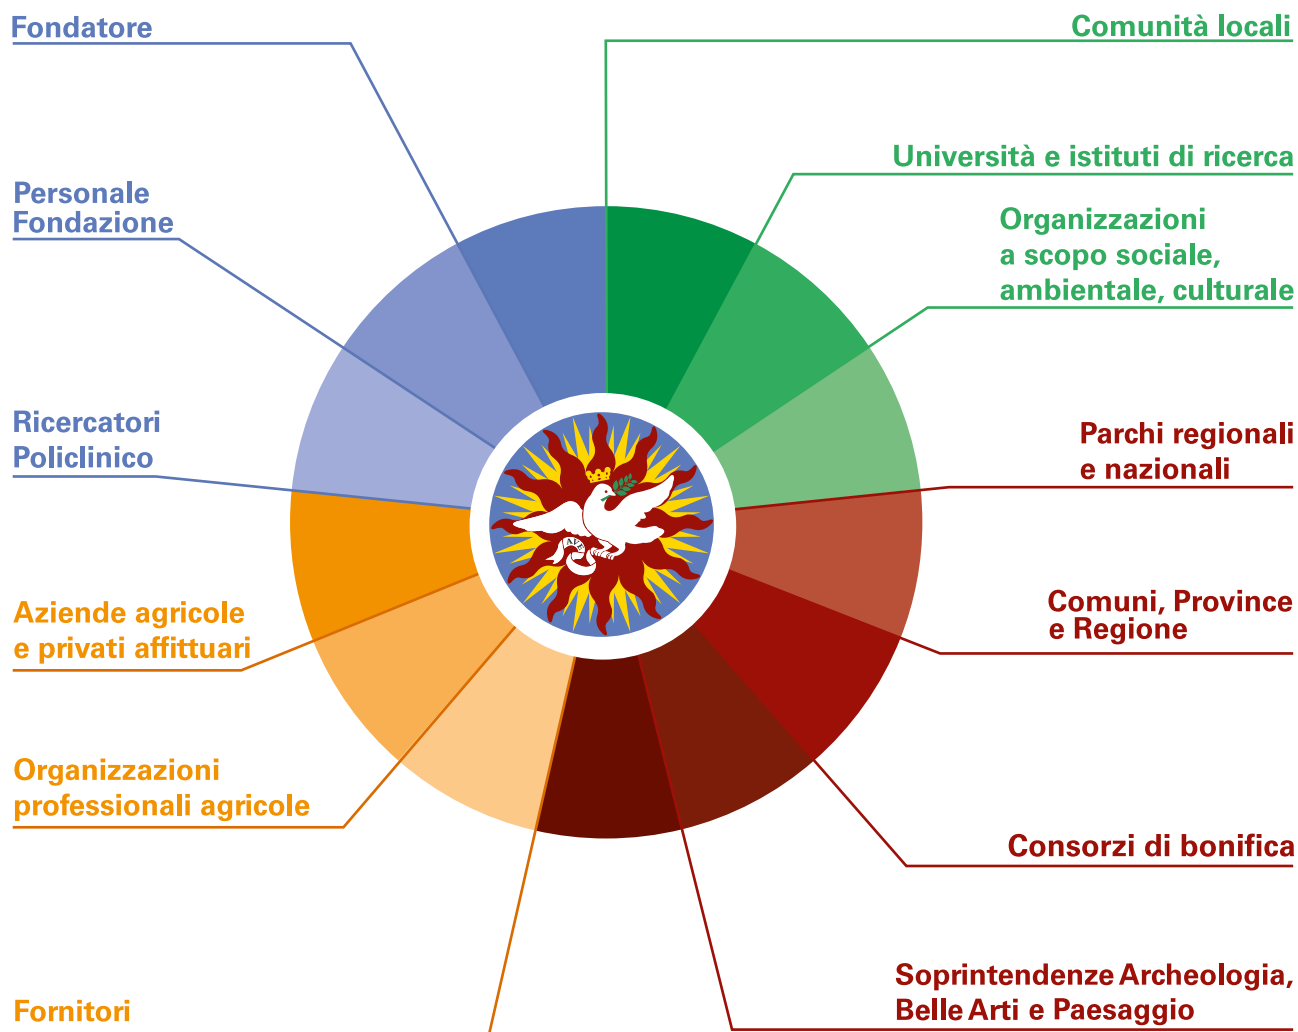 Fondatore
Personale
Fondazione
Ricercatori
Policlinico
Aziende agricole
e privati affittuari
Organizzazioni
professionali agricole
Fornitori
Comunità locali
Università e istituti di ricerca
Organizzazioni
a scopo sociale,
ambientale, culturale
Parchi regionali
e nazionali
Comuni, Province
e Regione
Consorzi di bonifica
Soprintendenze Archeologia,
Belle Arti e Paesaggio
AVE